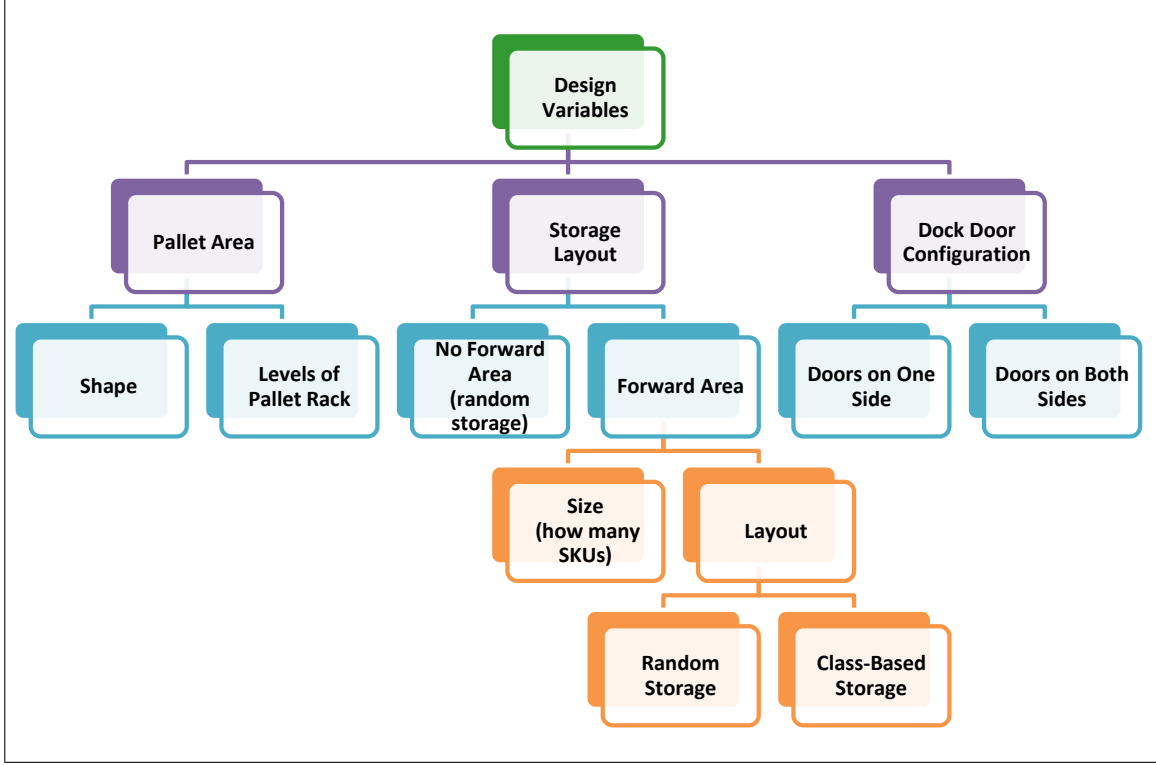 Design
Variables
Pallet Area
Storage
Layout
Dock Door
Configuration
Shape
Levels of
Pallet Rack
No Forward
Area
(random
storage)
Forward Area
Doors on One
Side
Doors on Both
Sides
Size
(how many
SKUs)
Layout
Random
Storage
Class-Based
Storage